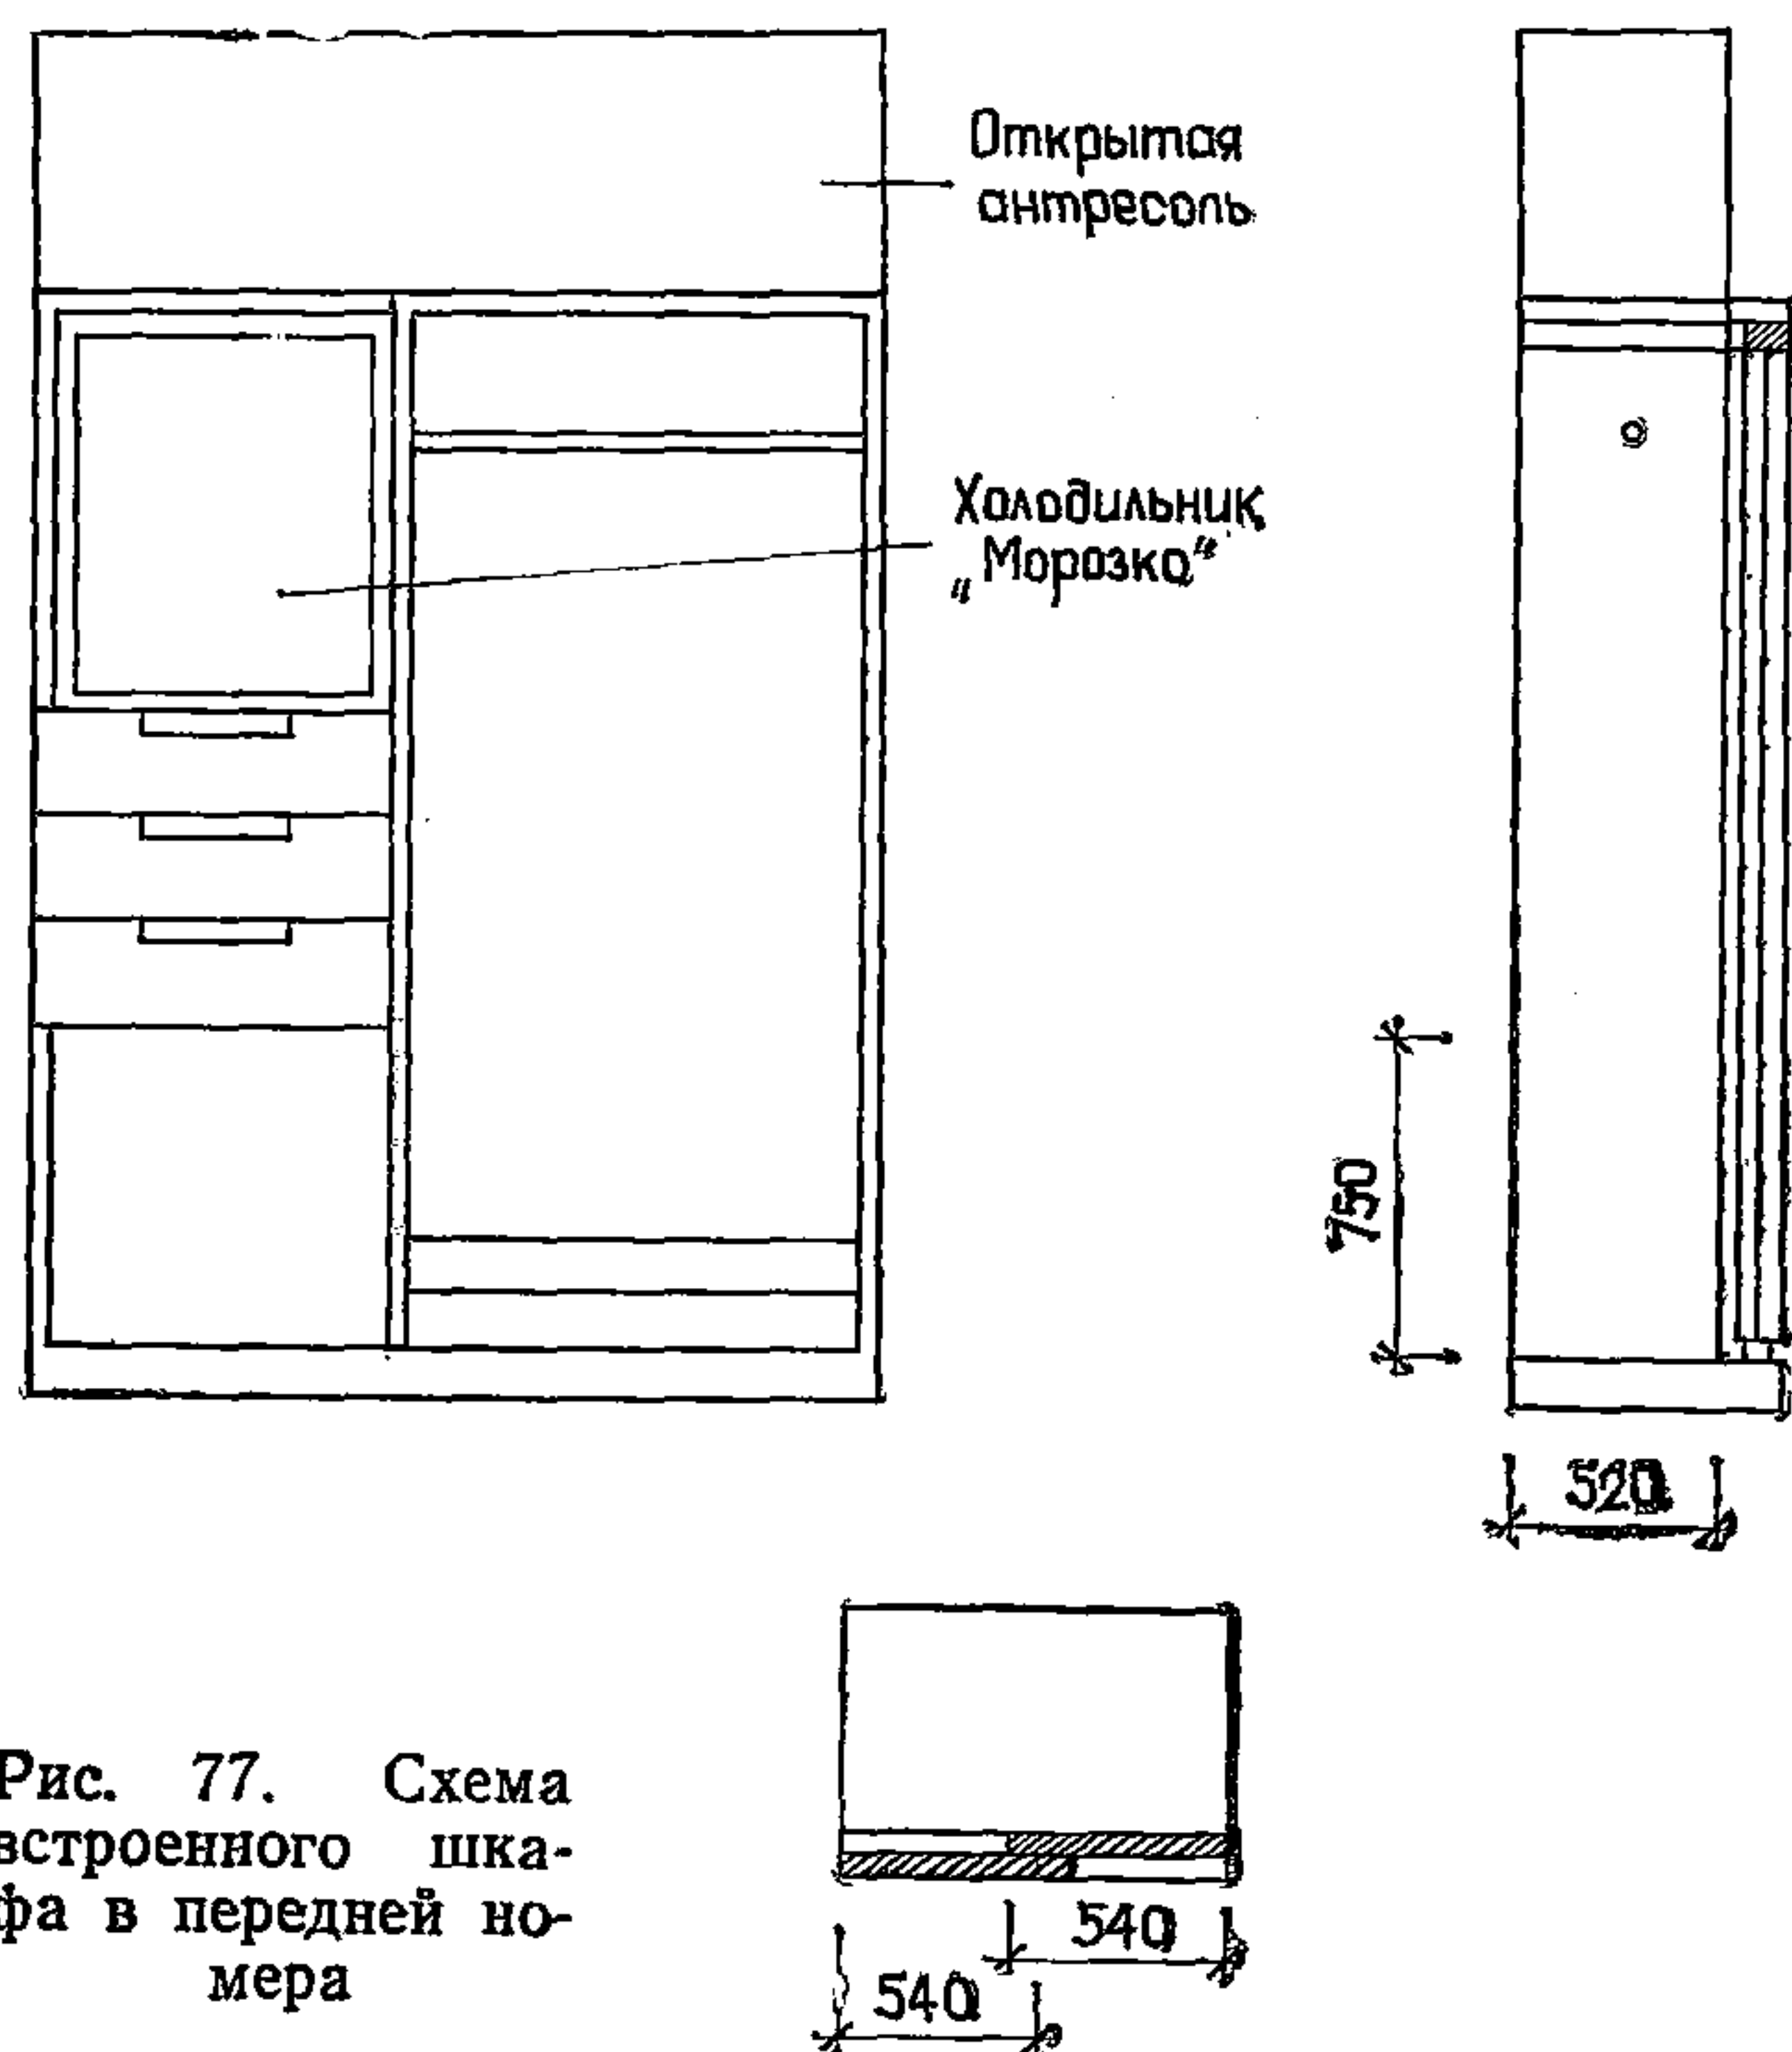 Открытая
антресоль
Холодильник
„Морозко“
750
520
540
540
Рис. 77. Схема
встроенного шка-
фа в передней но-
мера